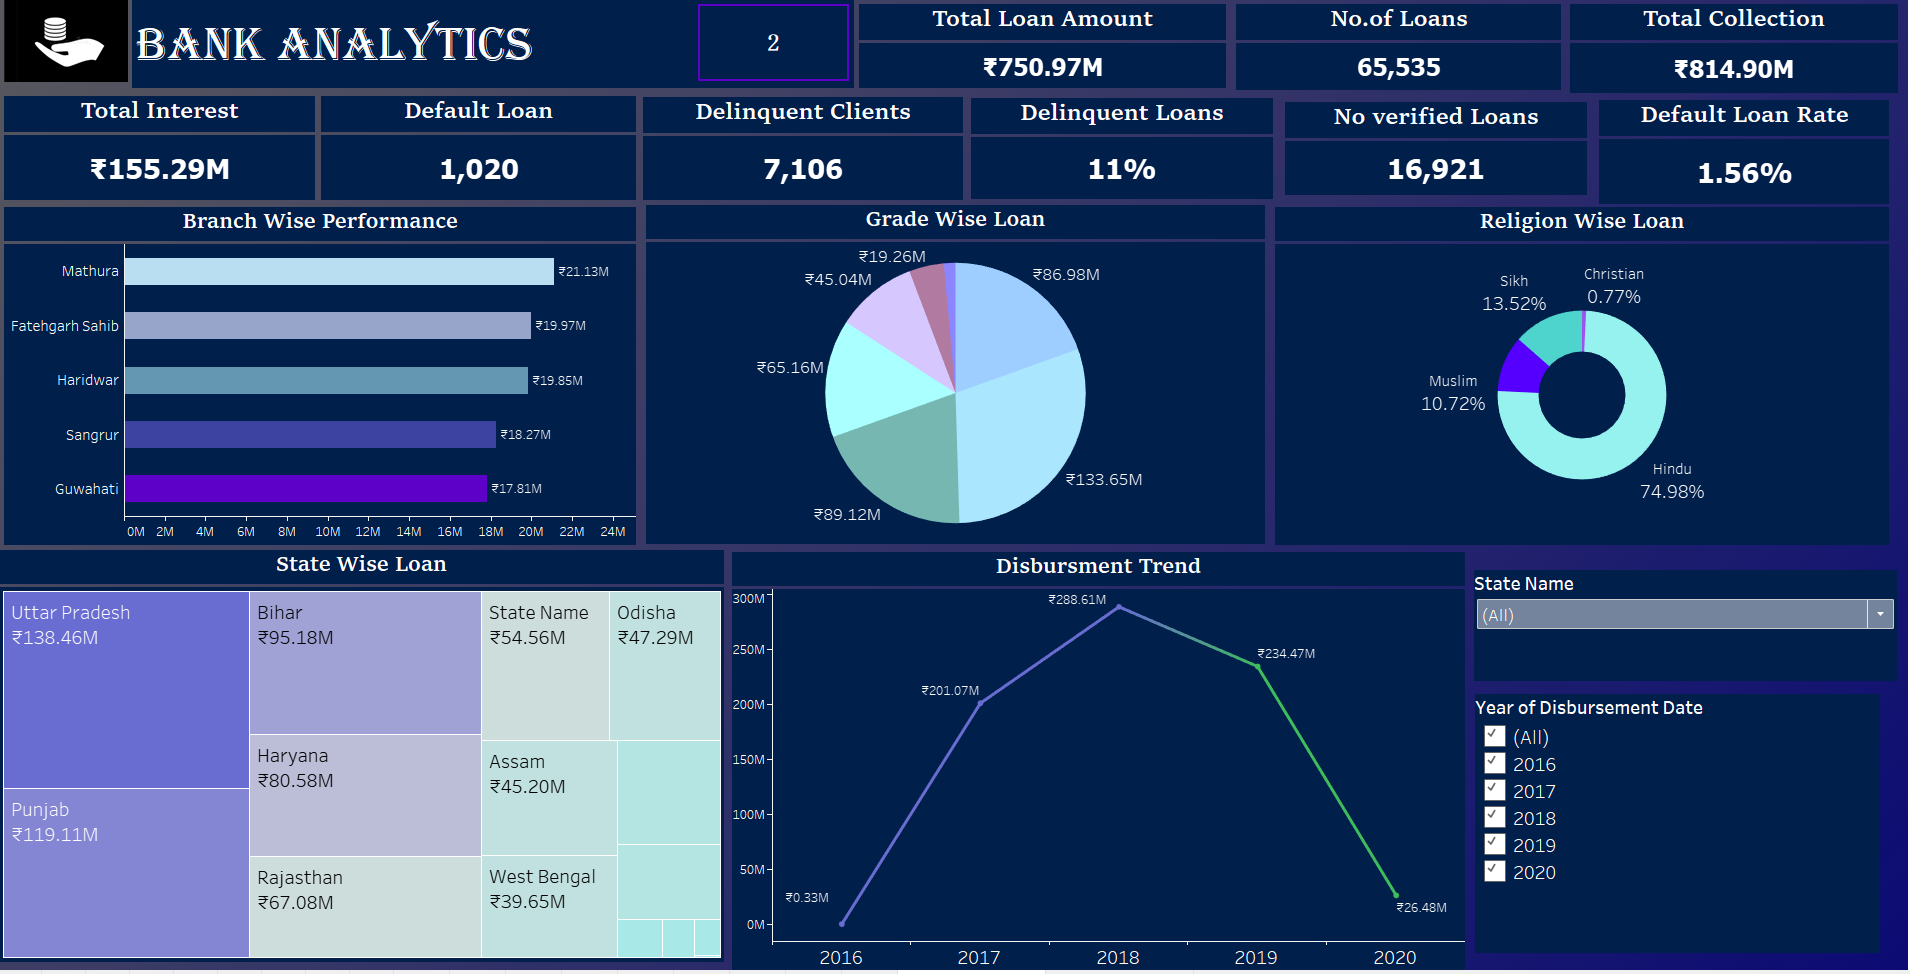 BANK ANALYTICS
2
Total Loan Amount
₹750.97M
No.of Loans
65,535
Total Collection
₹814.90M
Total Interest
₹155.29M
Default Loan
1,020
Delinquent Clients
7,106
Delinquent Loans
11%
No verified Loans
16,921
Default Loan Rate
1.56%
Branch Wise Performance
Mathura
₹21.13M
Fatehgarh Sahib
₹19.97M
Haridwar
₹19.85M
Sangrur
₹18.27M
Guwahati
₹17.81M
0M 2M 4M 6M 8M 10M 12M 14M 16M 18M 20M 22M 24M
Grade Wise Loan
₹19.26M
₹86.98M
₹45.04M
₹65.16M
₹133.65M
₹89.12M
Religion Wise Loan
Christian
0.77%
Sikh
13.52%
Muslim
10.72%
Hindu
74.98%
State Wise Loan
Uttar Pradesh
₹138.46M
Punjab
₹119.11M
Bihar
₹95.18M
Haryana
₹80.58M
Rajasthan
₹67.08M
State Name
₹54.56M
Odisha
₹47.29M
Assam
₹45.20M
West Bengal
₹39.65M
Disbursment Trend
300M
250M
200M
150M
100M
50M
0M
₹0.33M
₹201.07M
₹288.61M
₹234.47M
₹26.48M
2016 2017 2018 2019 2020
State Name
(All)
Year of Disbursement Date
(All)
2016
2017
2018
2019
2020